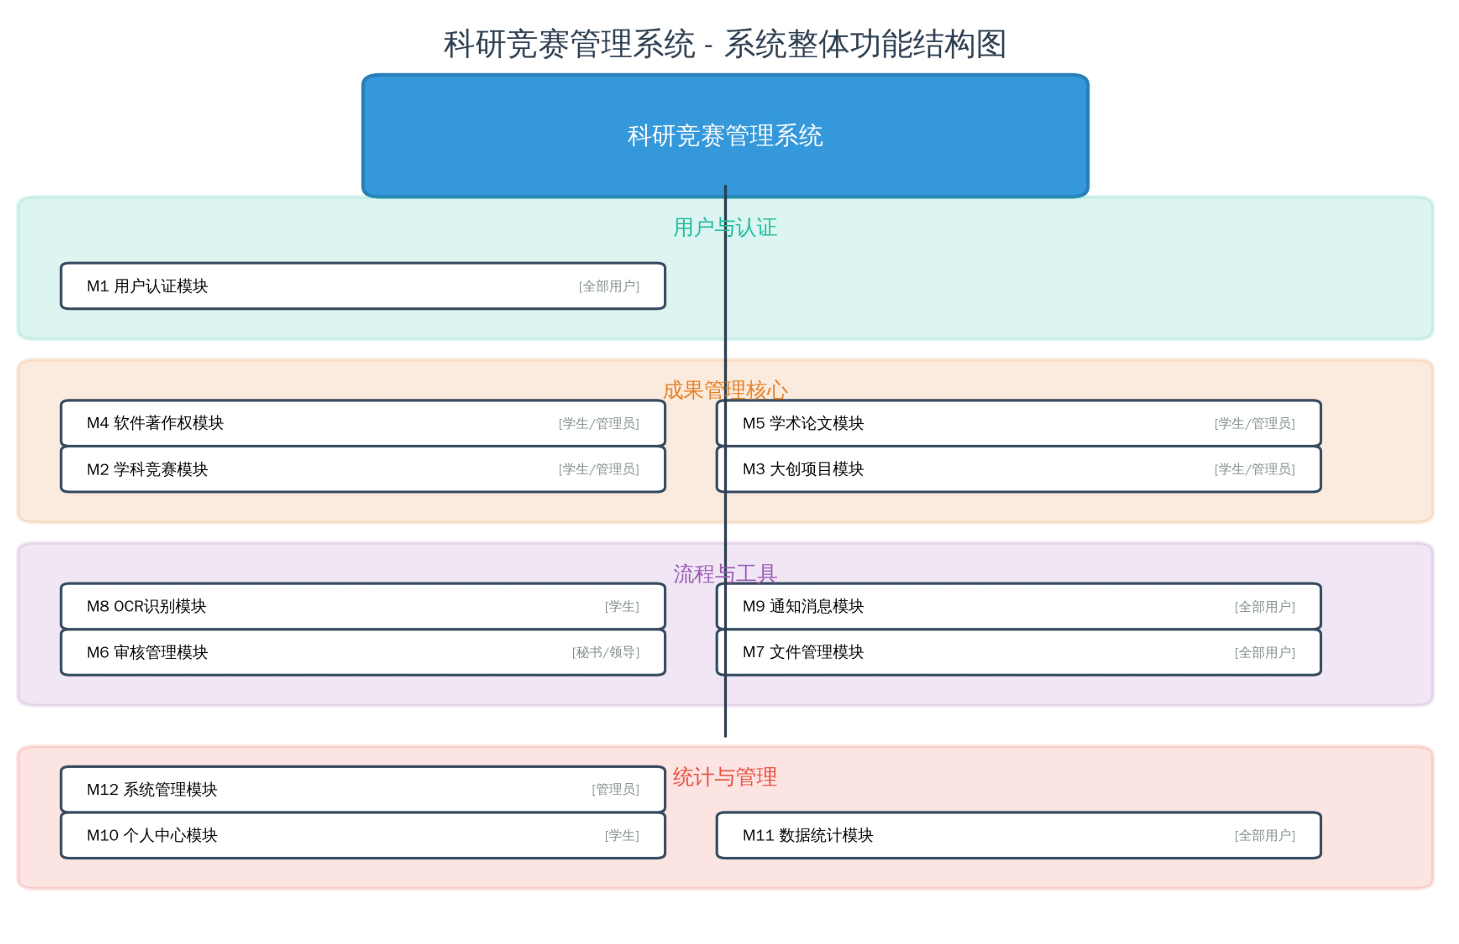 科研竞赛管理系统 - 系统整体功能结构图
科研竞赛管理系统
用户与认证
M1 用户认证模块 [全部用户]
成果管理核心
M4 软件著作权模块 [学生/管理员] M5 学术论文模块 [学生/管理员]
M2 学科竞赛模块 [学生/管理员] M3 大创项目模块 [学生/管理员]
流程与工具
M8 OCR识别模块 [学生] M9 通知消息模块 [全部用户]
M6 审核管理模块 [秘书/领导] M7 文件管理模块 [全部用户]
统计与管理
M12 系统管理模块 [管理员]
M10 个人中心模块 [学生] M11 数据统计模块 [全部用户]